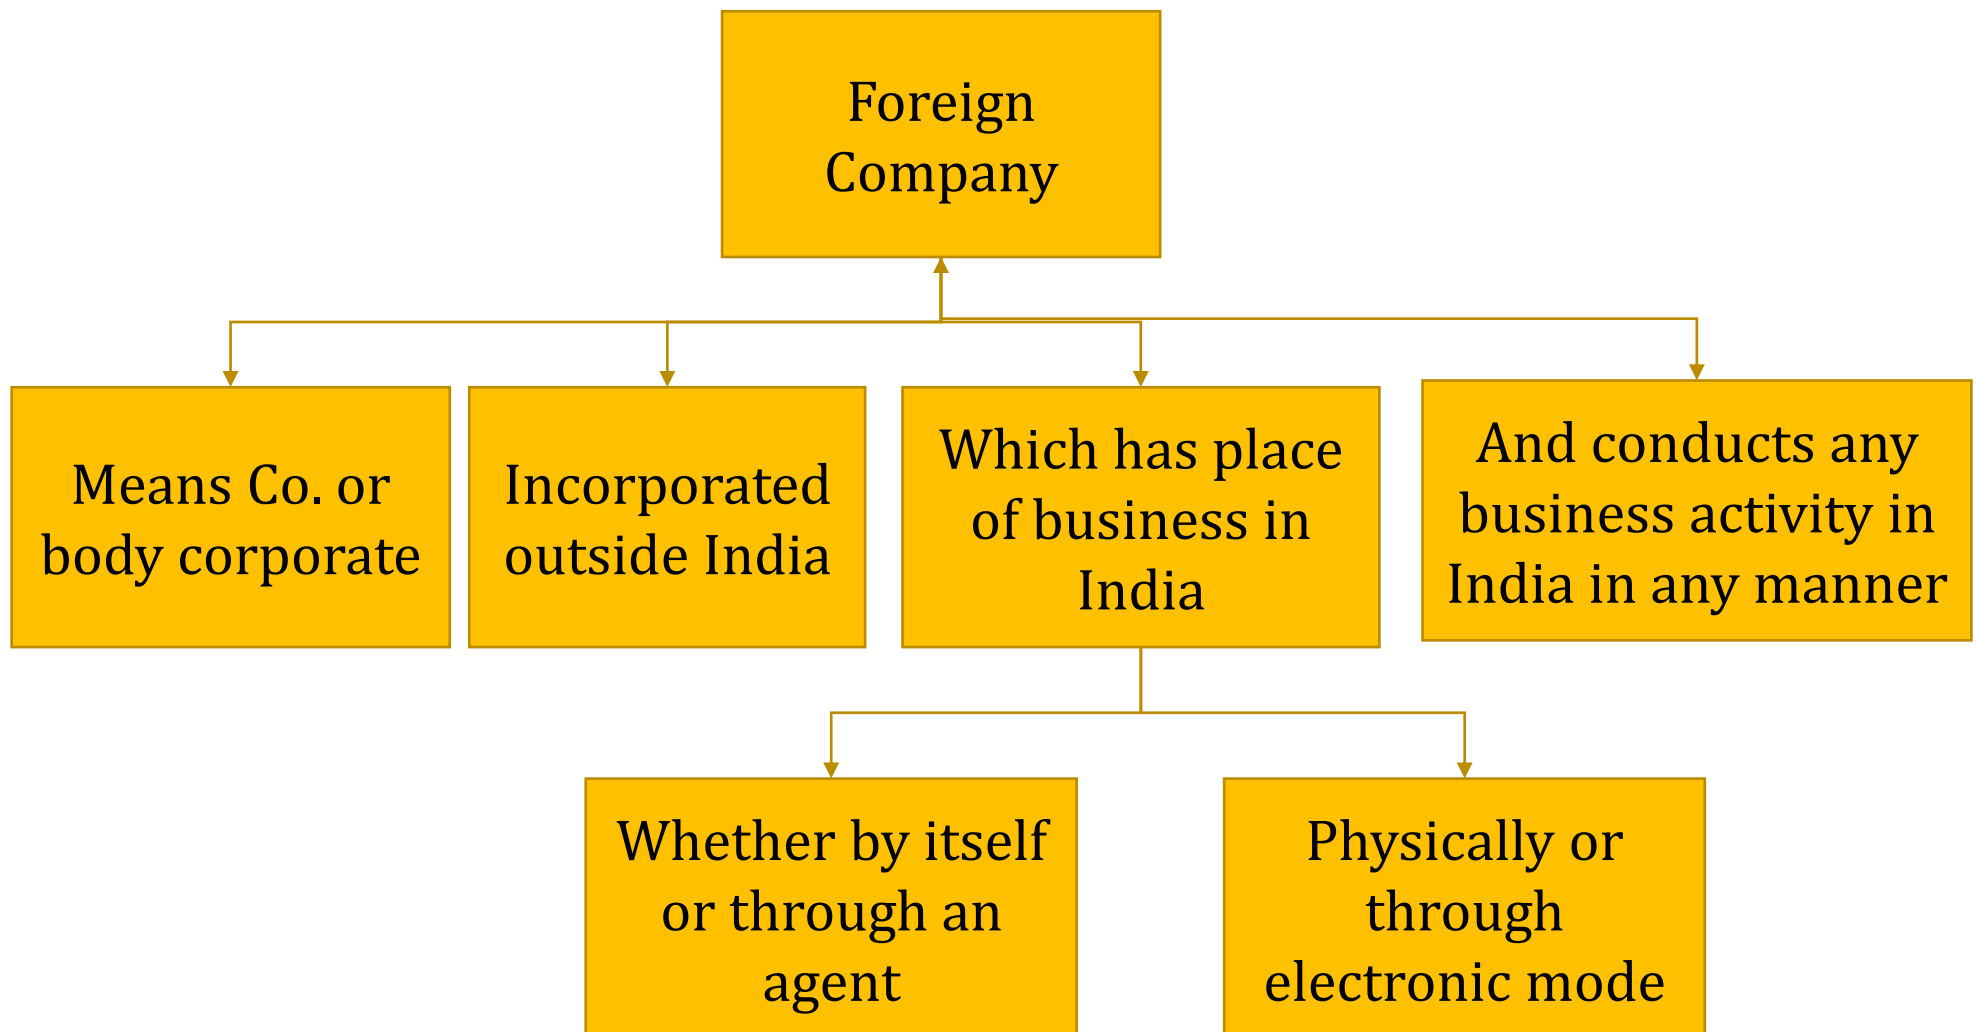 Foreign
Company
Means Co. or
body corporate
Incorporated
outside India
Which has place
of business in
India
And conducts any
business activity in
India in any manner
Whether by itself
or through an
agent
Physically or
through
electronic mode